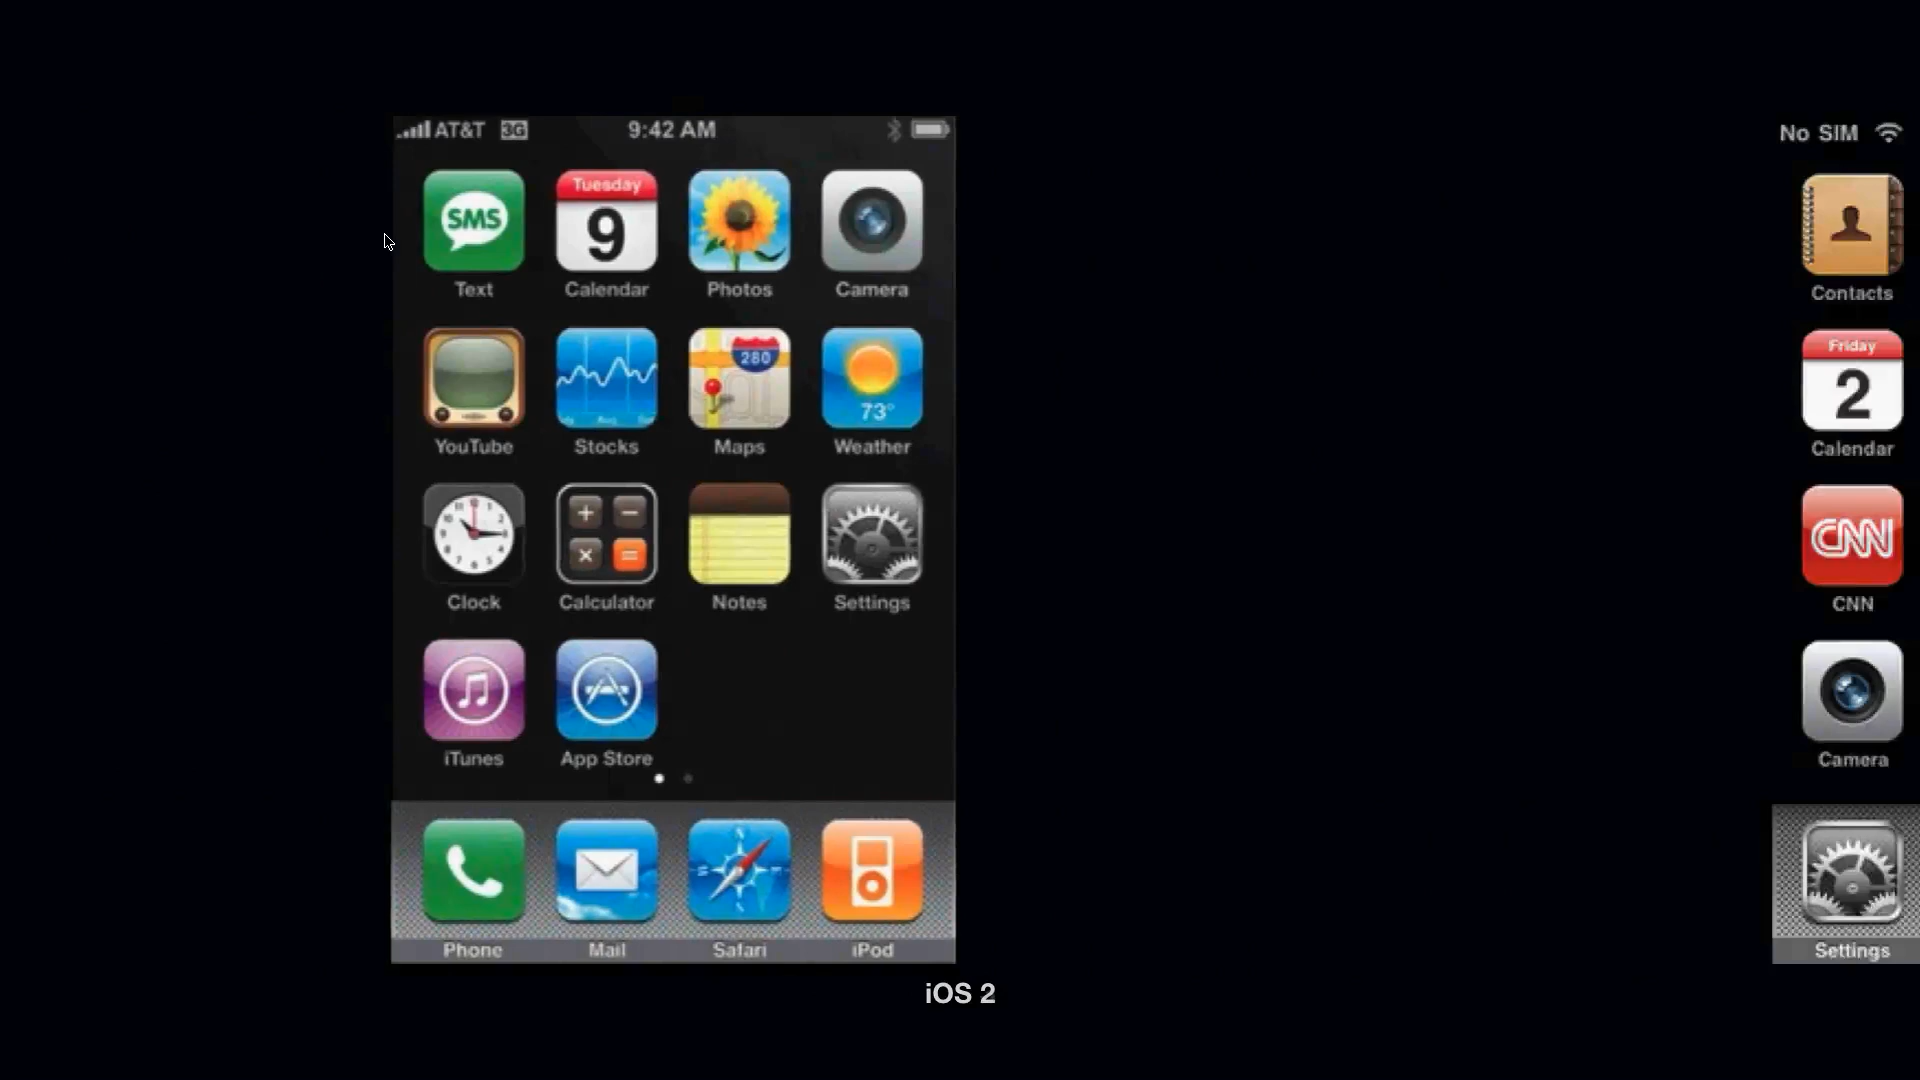 AT&T 3G 9:42 AM
Tuesday
SMS 9
Text Calendar Photos Camera
280
73°
YouTube Stocks Maps Weather
Clock Calculator Notes Settings
iTunes App Store
Phone Mail Safari iPod
iOS 2
No SIM
Contacts
Friday
2
Calendar
CNN
CNN
Camera
Settings